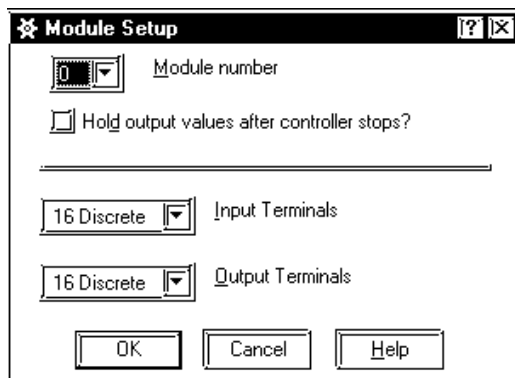 Module Setup
0 Module number
Hold output values after controller stops?
16 Discrete Input Terminals
16 Discrete Output Terminals
OK Cancel Help